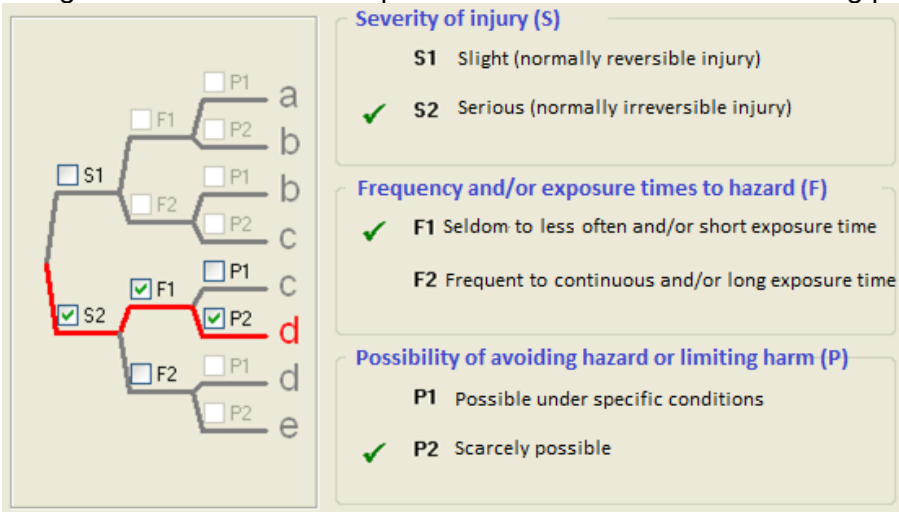 Severity of injury (S)
S1 Slight (normally reversible injury)
S2 Serious (normally irreversible injury)
Frequency and/or exposure times to hazard (F)
F1 Seldom to less often and/or short exposure time
F2 Frequent to continuous and/or long exposure time
Possibility of avoiding hazard or limiting harm (P)
P1 Possible under specific conditions
P2 Scarcely possible
P1
a
F1
P2
b
S1
P1
b
F2
P2
c
P1
c
F1
S2
P2
d
F2
P1
d
P2
e